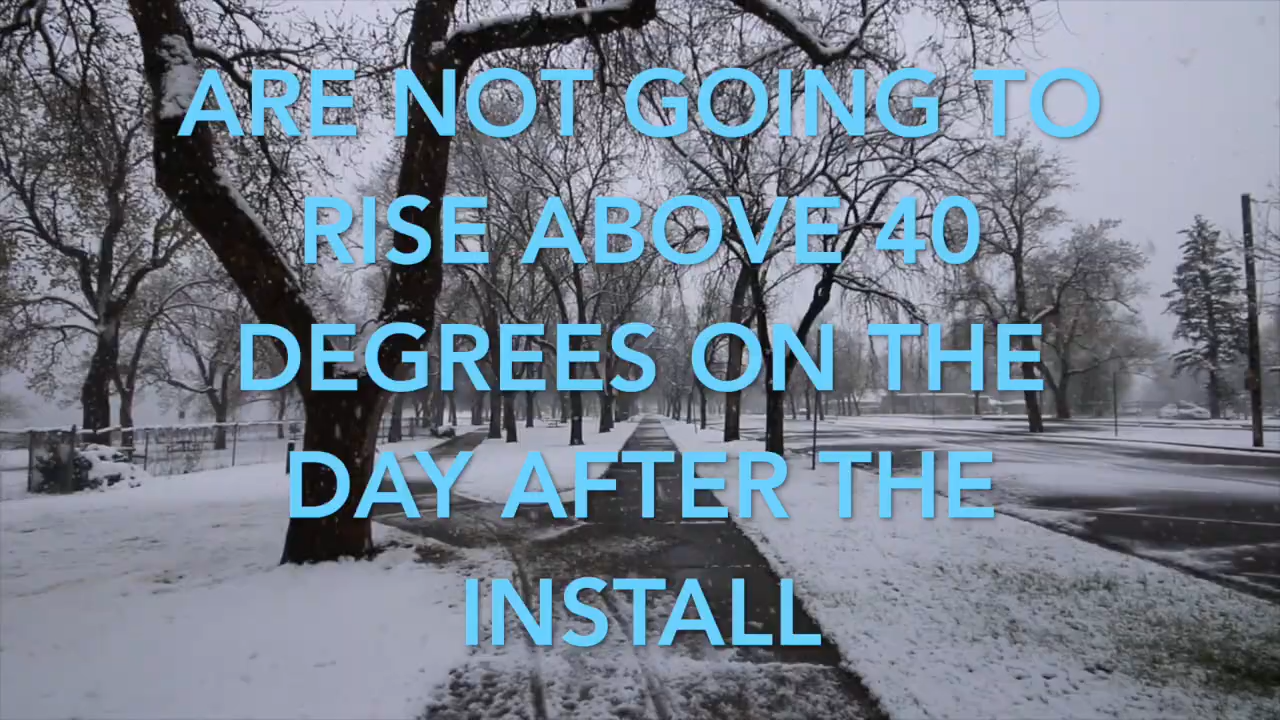 ARE NOT GOING TO
RISE ABOVE 40
DEGREES ON THE
DAY AFTER THE
INSTALL